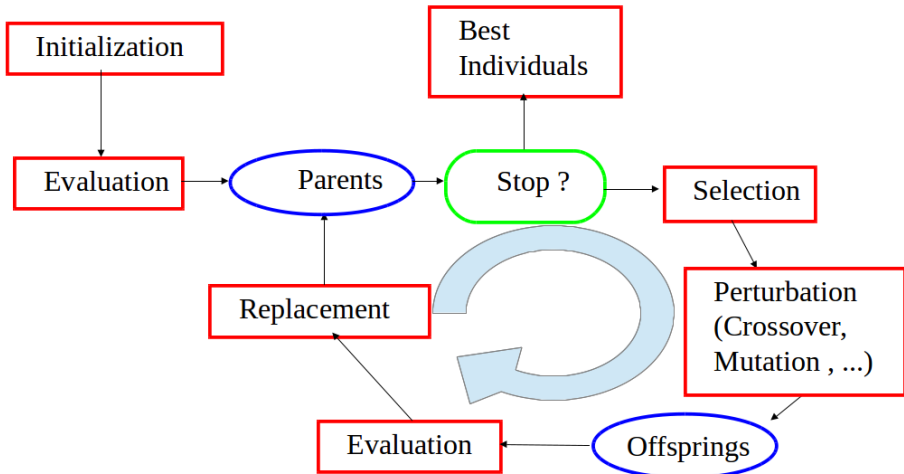 Initialization
Best
Individuals
Evaluation
Parents
Stop ?
Selection
Replacement
Perturbation
(Crossover,
Mutation , ...)
Evaluation
Offsprings